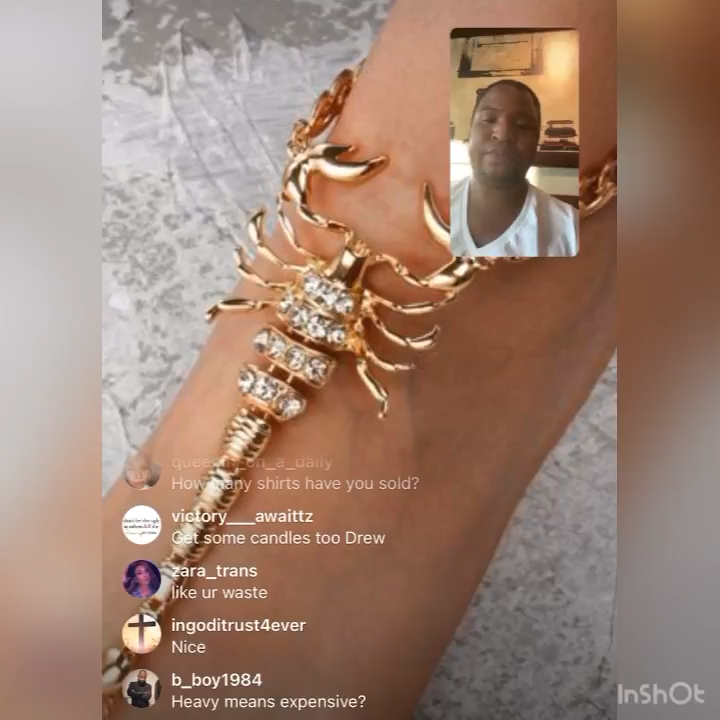 How many shirts have you sold?
victory___awaittz
Get some candles too Drew
zara_trans
like ur waste
ingoditrust4ever
Nice
b_boy1984
Heavy means expensive?
InShOt